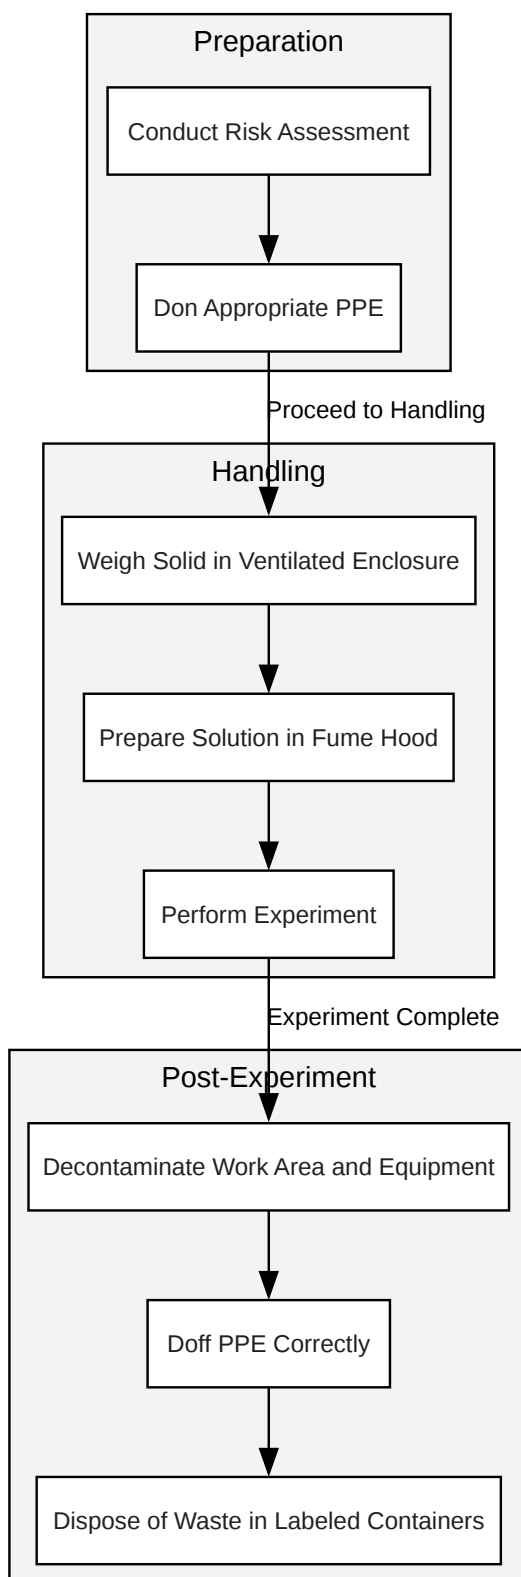 Preparation
Conduct Risk Assessment
Don Appropriate PPE
Proceed to Handling
Handling
Weigh Solid in Ventilated Enclosure
Prepare Solution in Fume Hood
Perform Experiment
Experiment Complete
Post-Experiment
Decontaminate Work Area and Equipment
Doff PPE Correctly
Dispose of Waste in Labeled Containers